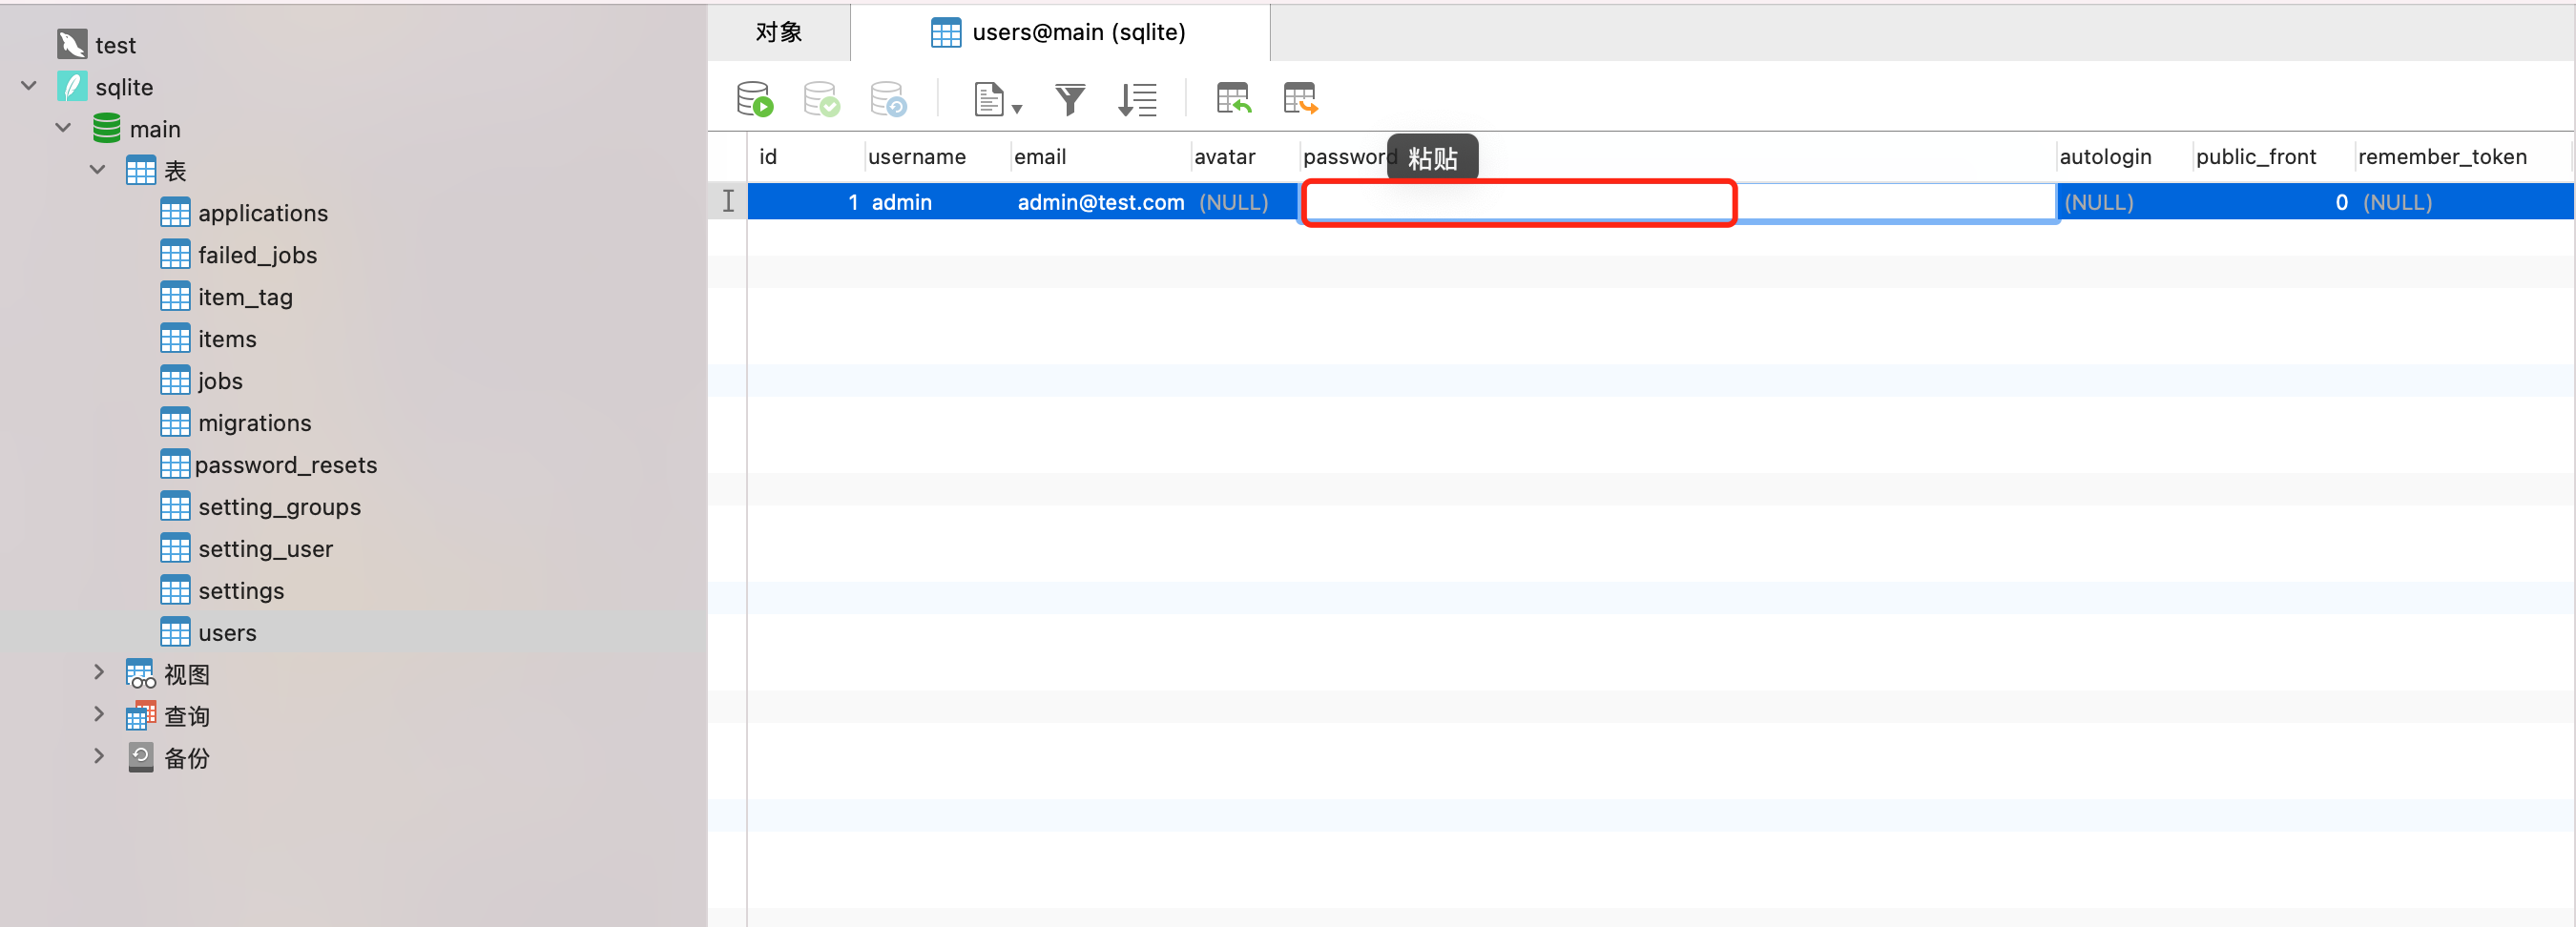 test
sqlite
main
表
applications
failed_jobs
item_tag
items
jobs
migrations
password_resets
setting_groups
setting_user
settings
users
视图
查询
备份
对象 users@main (sqlite)
id username email avatar password autologin public_front remember_token
粘贴
1 admin admin@test.com (NULL) (NULL) 0 (NULL)